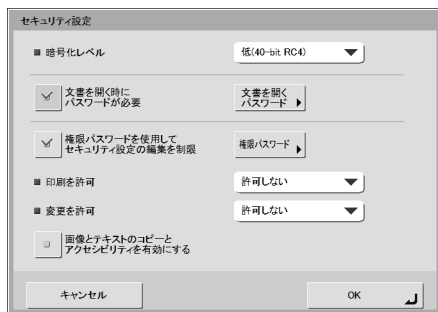 セキュリティ設定
■ 暗号化レベル
低(40-bit RC4)
文書を開く時に
パスワードが必要
文書を開く
パスワード
権限パスワードを使用して
セキュリティ設定の編集を制限
権限パスワード
■ 印刷を許可
許可しない
■ 変更を許可
許可しない
画像とテキストのコピーと
アクセシビリティを有効にする
キャンセル
OK